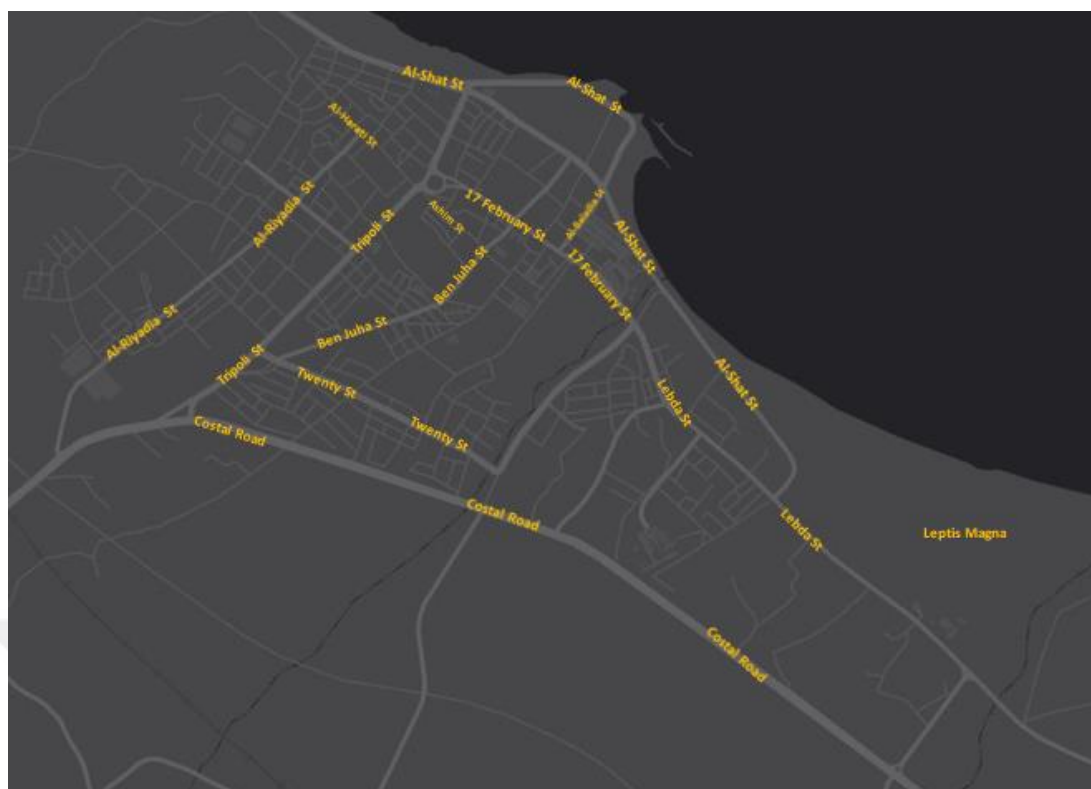 Al-Shat St
Al-Shat St
Al-Harati St
Al-Riyadia St
Tripoli St
Ashim St
17 February St
Al-Baladia St
Al-Shat St
17 February St
Ben Juha St
Al-Riyadia St
Ben Juha St
Tripoli St
Twenty St
Al-Shat St
Lebda St
Costal Road
Twenty St
Costal Road
Lebda St
Leptis Magna
Costal Road